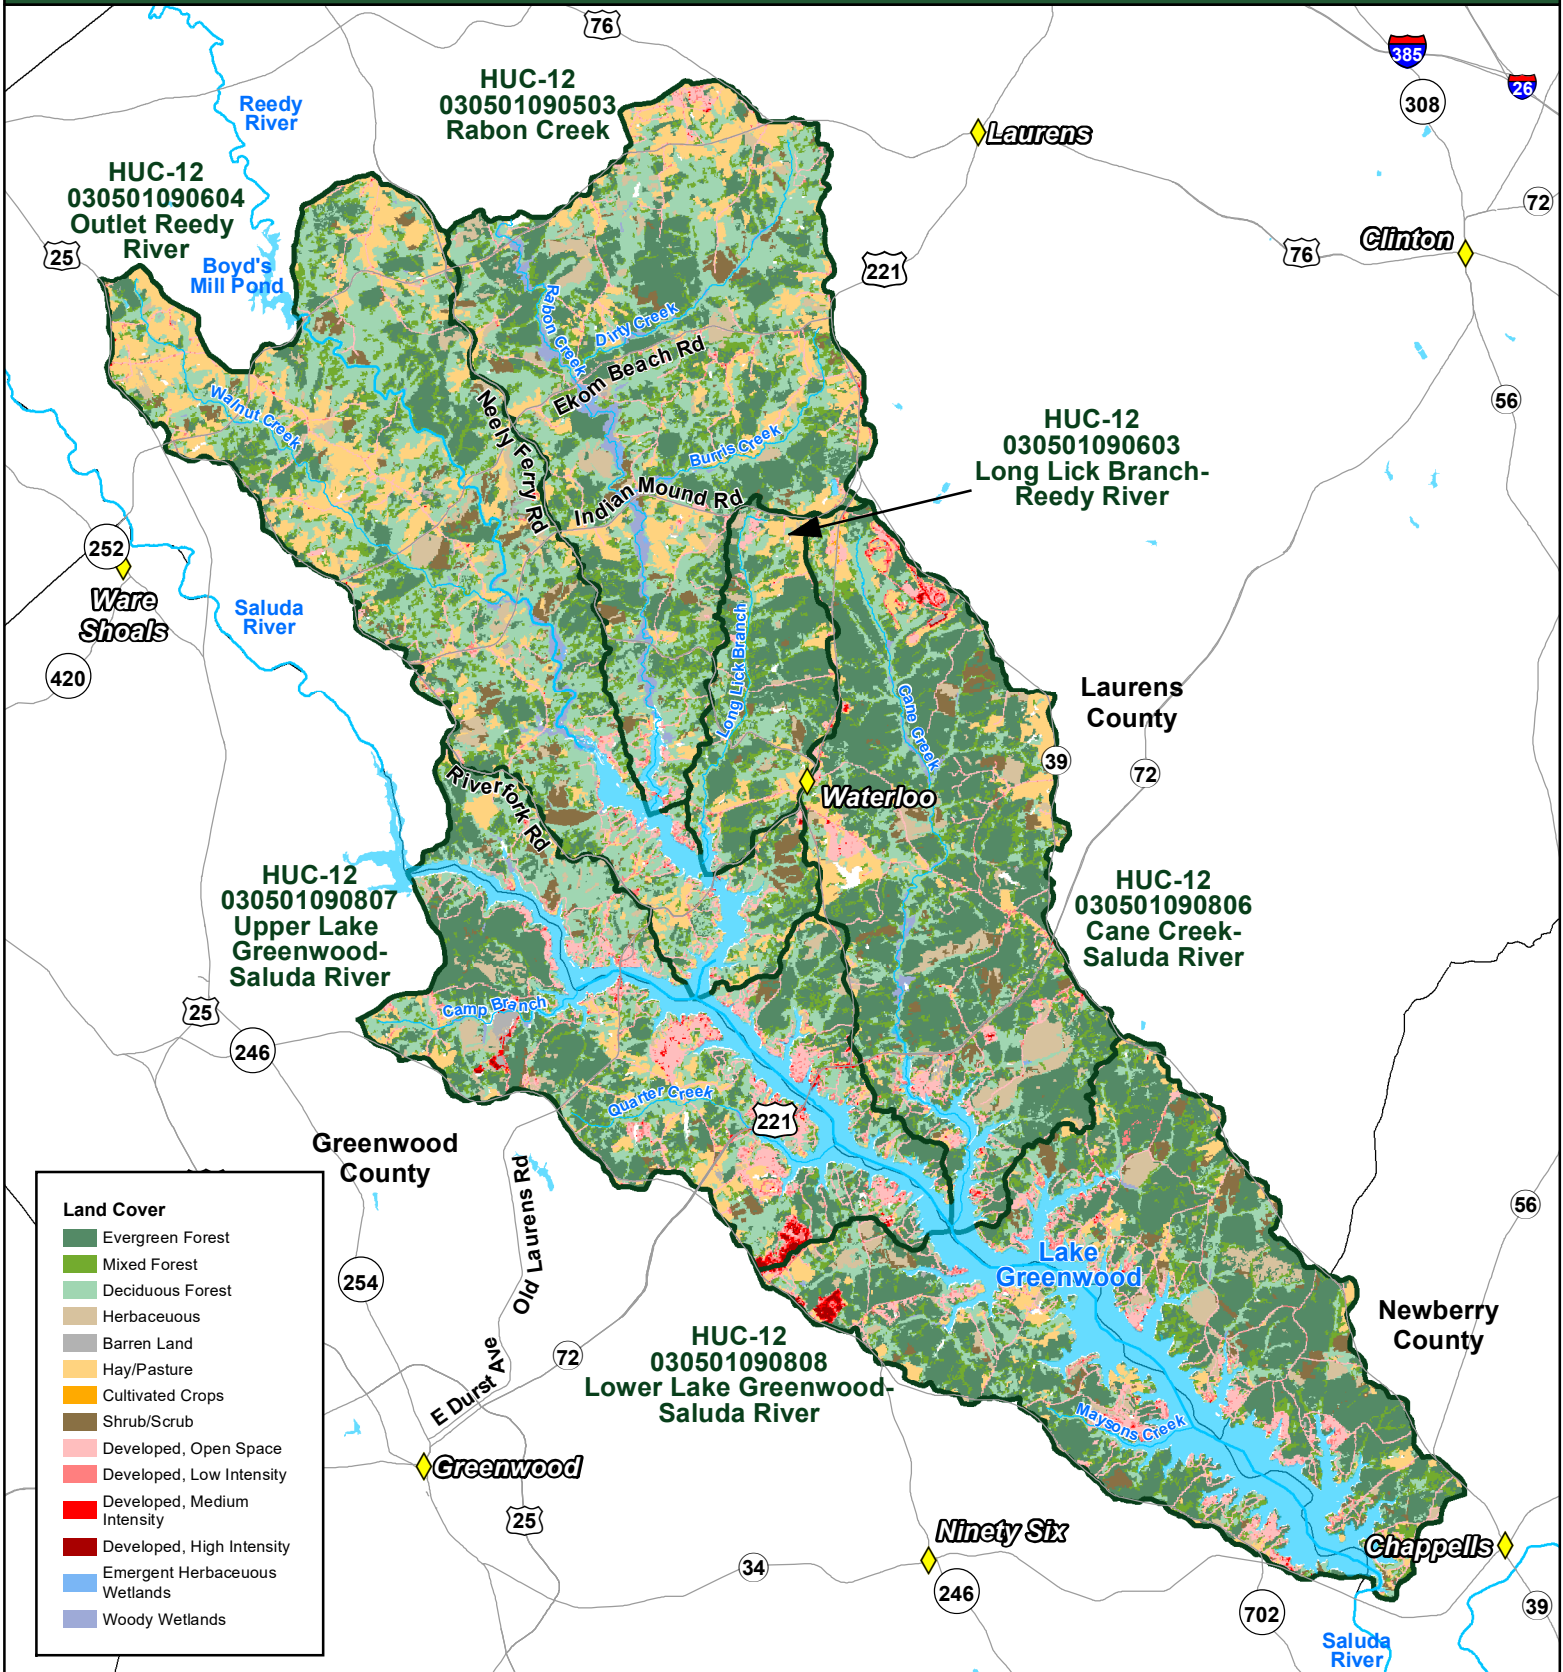 76
385
26
308
HUC-12
030501090503
Rabon Creek
Reedy
River
Laurens
HUC-12
030501090604
Outlet Reedy
River
72
25
Boyd's
Mill Pond
Clinton
76
221
Rabon Creek
Dirty Creek
Ekom Beach Rd
Walnut Creek
Neely Ferry Rd
56
HUC-12
030501090603
Long Lick Branch-
Reedy River
Burris Creek
Indian Mound Rd
252
Ware
Shoals
Saluda
River
420
Long Lick Branch
Cane Creek
Laurens
County
39
72
Waterloo
Riverfork Rd
HUC-12
030501090807
Upper Lake
Greenwood-
Saluda River
HUC-12
030501090806
Cane Creek-
Saluda River
25
246
Camp Branch
Quarter Creek
221
Greenwood
County
Old Laurens Rd
56
254
Lake
Greenwood
Newberry
County
HUC-12
030501090808
Lower Lake Greenwood-
Saluda River
72
E Durst Ave
Maysons Creek
Greenwood
25
Ninety Six
Chappells
34
246
702
39
Saluda
River
Land Cover
Evergreen Forest
Mixed Forest
Deciduous Forest
Herbaceuous
Barren Land
Hay/Pasture
Cultivated Crops
Shrub/Scrub
Developed, Open Space
Developed, Low Intensity
Developed, Medium
Intensity
Developed, High Intensity
Emergent Herbaceuous
Wetlands
Woody Wetlands